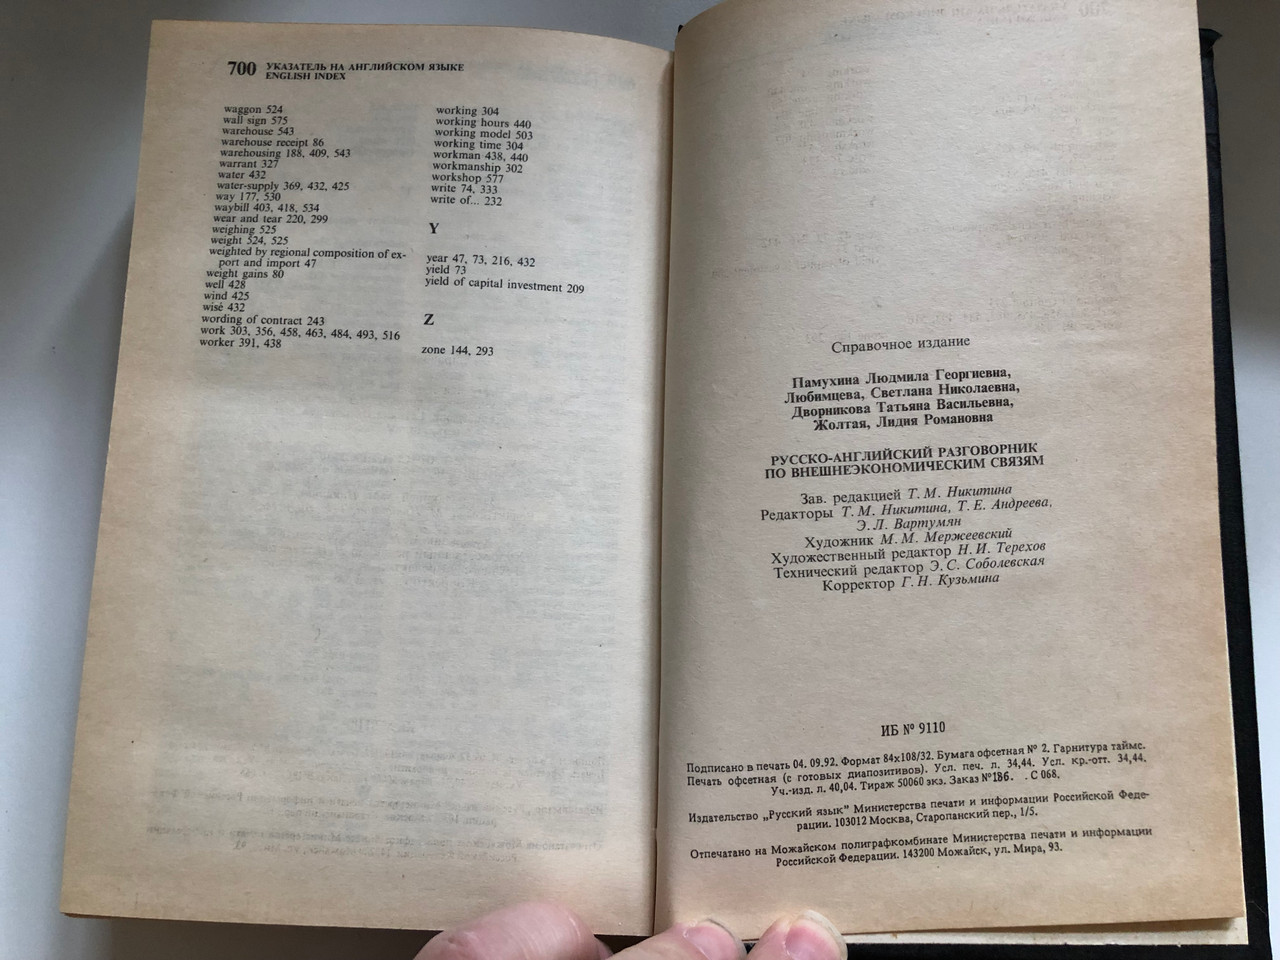 700 УКАЗАТЕЛЬ НА АНГЛИЙСКОМ ЯЗЫКЕ
ENGLISH INDEX
waggon 524
wall sign 575
warehouse 543
warehouse receipt 86
warehousing 188, 409, 543
warrant 327
water 432
water-supply 369, 432, 425
way 177, 530
waybill 403, 418, 534
wear and tear 220, 299
weighing 525
weight 524, 525
weighted by regional composition of ex-
port and import 47
weight gains 80
well 428
wind 425
wise 432
wording of contract 243
work 303, 356, 458, 463, 484, 493, 516
worker 391, 438
working 304
working hours 440
working model 503
working time 304
workman 438, 440
workmanship 302
workshop 577
write 74, 333
write of... 232
Y
year 47, 73, 216, 432
yield 73
yield of capital investment 209
Z
zone 144, 293
Справочное издание
Памухина Людмила Георгиевна,
Любимцева, Светлана Николаевна,
Дворникова Татьяна Васильевна,
Жолтая, Лидия Романовна
РУССКО-АНГЛИЙСКИЙ РАЗГОВОРНИК
ПО ВНЕШНЕЭКОНОМИЧЕСКИМ СВЯЗЯМ
Зав. редакцией Т. М. Никитина
Редакторы Т. М. Никитина, Т. Е. Андреева,
Э. Л. Вартумян
Художник М. М. Мержеевский
Художественный редактор Н. И. Терехов
Технический редактор Э. С. Соболевская
Корректор Г. Н. Кузьмина
ИБ № 9110
Подписано в печать 04. 09.92. Формат 84х108/32. Бумага офсетная № 2. Гарнитура таймс.
Печать офсетная (с готовых диапозитивов). Усл. печ. л. 34,44. Усл. кр.-отт. 34,44.
Уч.-изд. л. 40,04. Тираж 50060 экз. Заказ №186. . С 068.
Издательство „Русский язык" Министерства печати и информации Российской Феде-
рации. 103012 Москва, Старопанский пер., 1/5.
Отпечатано на Можайском полиграфкомбинате Министерства печати и информации
Российской Федерации. 143200 Можайск, ул. Мира, 93.